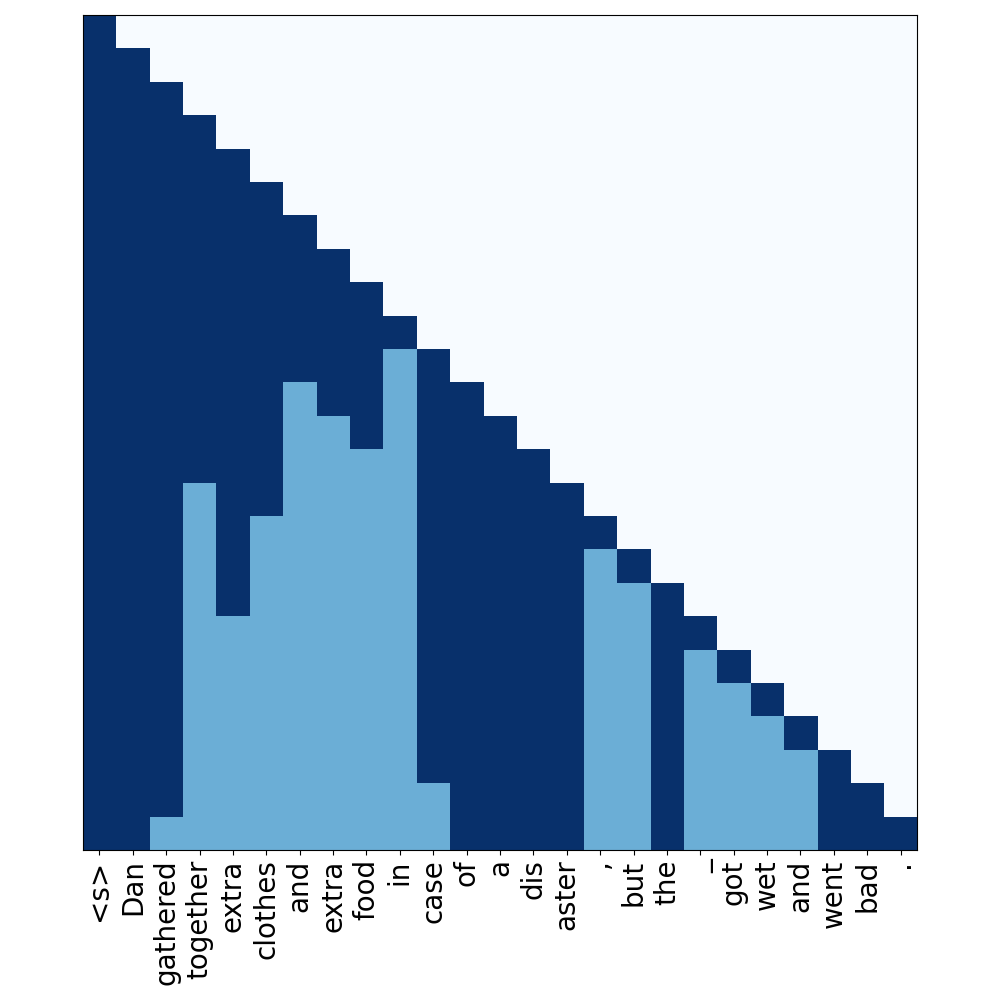 <s> Dan gathered together extra clothes and extra food in case of a dis aster , but the _ got wet and went bad .